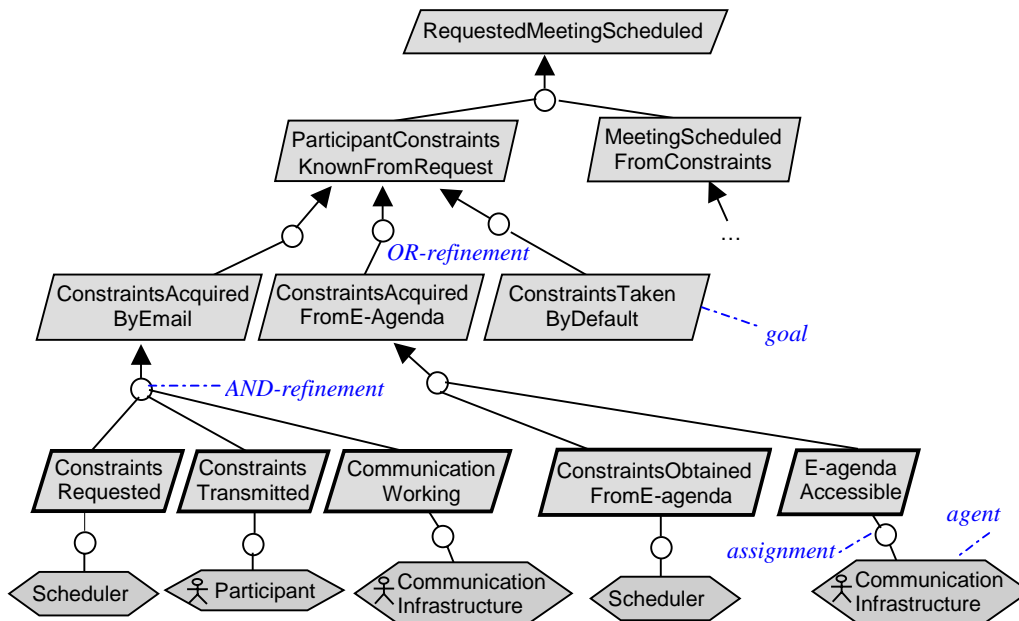 RequestedMeetingScheduled
ParticipantConstraints
KnownFromRequest
MeetingScheduled
FromConstraints
...
OR-refinement
ConstraintsAcquired
ByEmail
ConstraintsAcquired
FromE-Agenda
ConstraintsTaken
ByDefault
goal
AND-refinement
Constraints
Requested
Constraints
Transmitted
Communication
Working
ConstraintsObtained
FromE-agenda
E-agenda
Accessible
assignment
agent
Scheduler
Participant
Communication
Infrastructure
Scheduler
Communication
Infrastructure